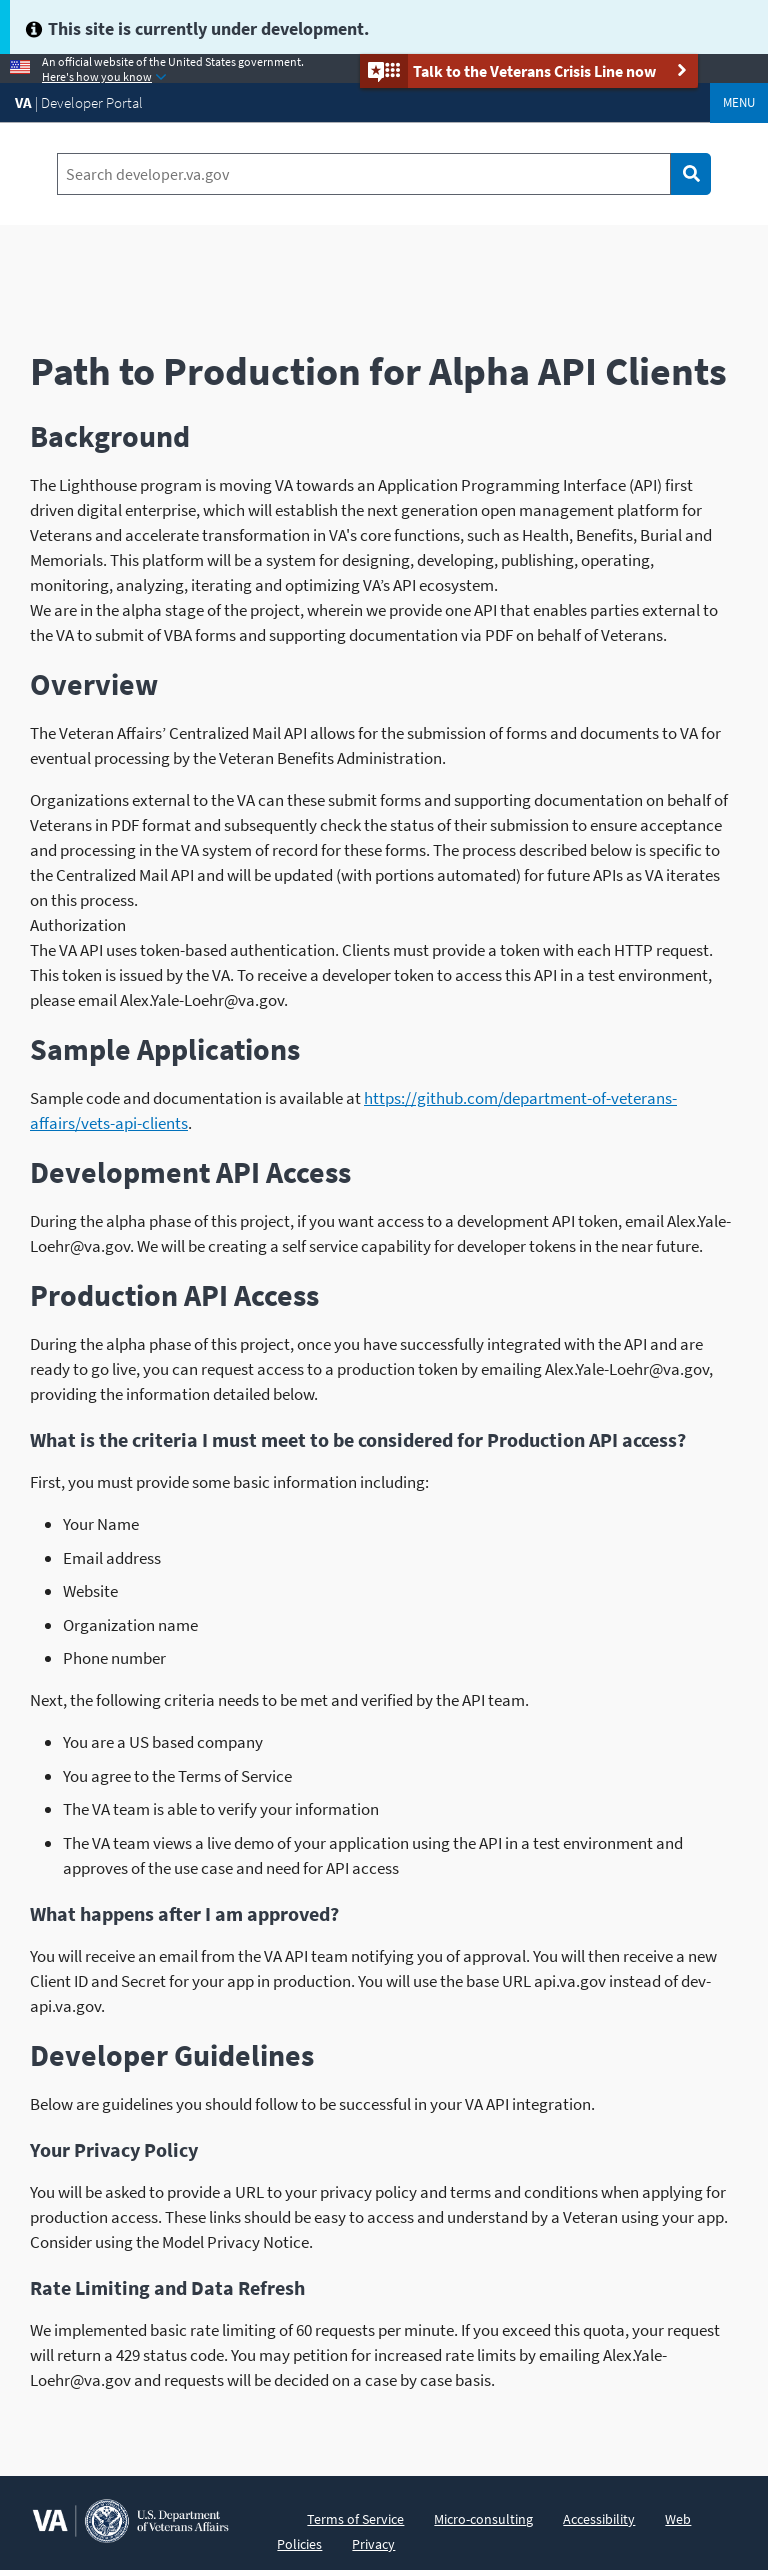 This site is currently under development.
An official website of the United States government.
Here's how you know
Talk to the Veterans Crisis Line now
VA | Developer Portal
MENU
Search developer.va.gov
Path to Production for Alpha API Clients
Background
The Lighthouse program is moving VA towards an Application Programming Interface (API) first
driven digital enterprise, which will establish the next generation open management platform for
Veterans and accelerate transformation in VA's core functions, such as Health, Benefits, Burial and
Memorials. This platform will be a system for designing, developing, publishing, operating,
monitoring, analyzing, iterating and optimizing VA’s API ecosystem.
We are in the alpha stage of the project, wherein we provide one API that enables parties external to
the VA to submit of VBA forms and supporting documentation via PDF on behalf of Veterans.
Overview
The Veteran Affairs’ Centralized Mail API allows for the submission of forms and documents to VA for
eventual processing by the Veteran Benefits Administration.
Organizations external to the VA can these submit forms and supporting documentation on behalf of
Veterans in PDF format and subsequently check the status of their submission to ensure acceptance
and processing in the VA system of record for these forms. The process described below is specific to
the Centralized Mail API and will be updated (with portions automated) for future APIs as VA iterates
on this process.
Authorization
The VA API uses token-based authentication. Clients must provide a token with each HTTP request.
This token is issued by the VA. To receive a developer token to access this API in a test environment,
please email Alex.Yale-Loehr@va.gov.
Sample Applications
Sample code and documentation is available at https://github.com/department-of-veterans-
affairs/vets-api-clients.
Development API Access
During the alpha phase of this project, if you want access to a development API token, email Alex.Yale-
Loehr@va.gov. We will be creating a self service capability for developer tokens in the near future.
Production API Access
During the alpha phase of this project, once you have successfully integrated with the API and are
ready to go live, you can request access to a production token by emailing Alex.Yale-Loehr@va.gov,
providing the information detailed below.
What is the criteria I must meet to be considered for Production API access?
First, you must provide some basic information including:
Your Name
Email address
Website
Organization name
Phone number
Next, the following criteria needs to be met and verified by the API team.
You are a US based company
You agree to the Terms of Service
The VA team is able to verify your information
The VA team views a live demo of your application using the API in a test environment and
approves of the use case and need for API access
What happens after I am approved?
You will receive an email from the VA API team notifying you of approval. You will then receive a new
Client ID and Secret for your app in production. You will use the base URL api.va.gov instead of dev-
api.va.gov.
Developer Guidelines
Below are guidelines you should follow to be successful in your VA API integration.
Your Privacy Policy
You will be asked to provide a URL to your privacy policy and terms and conditions when applying for
production access. These links should be easy to access and understand by a Veteran using your app.
Consider using the Model Privacy Notice.
Rate Limiting and Data Refresh
We implemented basic rate limiting of 60 requests per minute. If you exceed this quota, your request
will return a 429 status code. You may petition for increased rate limits by emailing Alex.Yale-
Loehr@va.gov and requests will be decided on a case by case basis.
VA
U.S. Department
of Veterans Affairs
Terms of Service Micro-consulting Accessibility Web
Policies Privacy